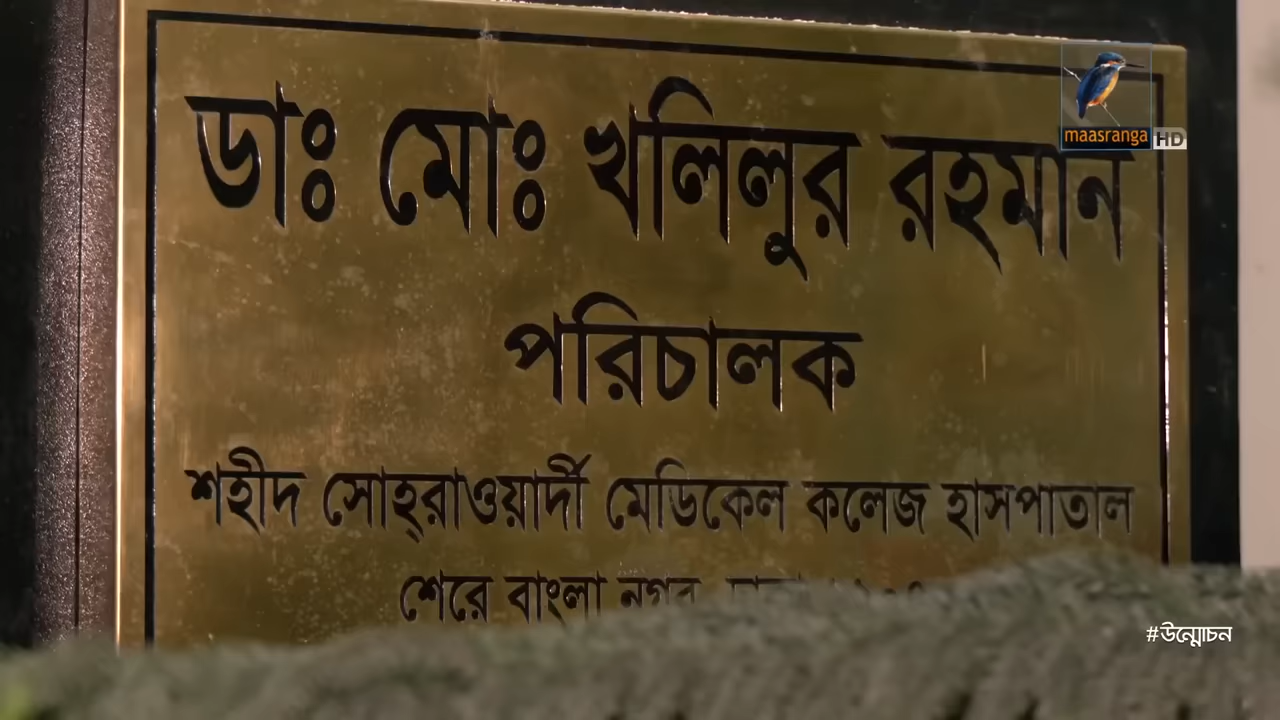 ডাঃ মোঃ খলিলুর রহমান
পরিচালক
শহীদ সোহ্‌রাওয়ার্দী মেডিকেল কলেজ হাসপাতাল
শেরে বাংলা নগর
maasranga HD
#উন্মোচন